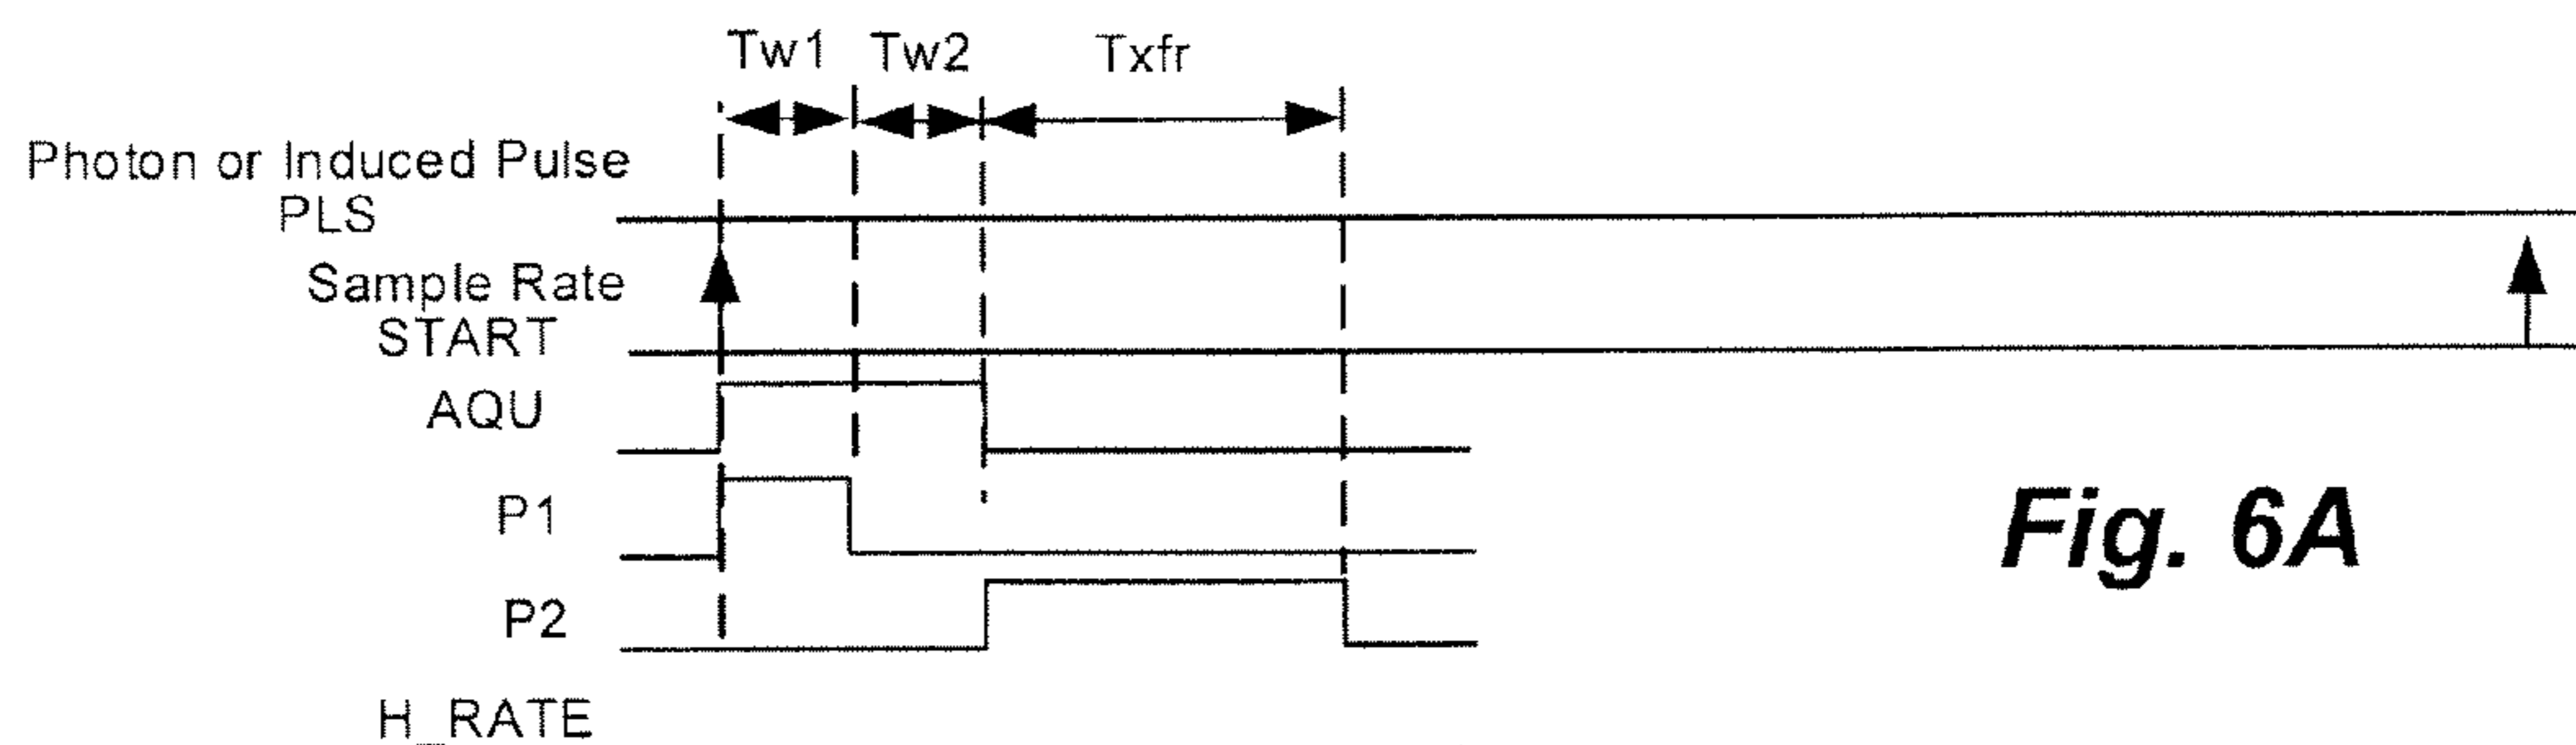 Tw1 Tw2 Txfr
Photon or Induced Pulse
PLS
Sample Rate
START
AQU
P1
P2
H_RATE
Fig. 6A